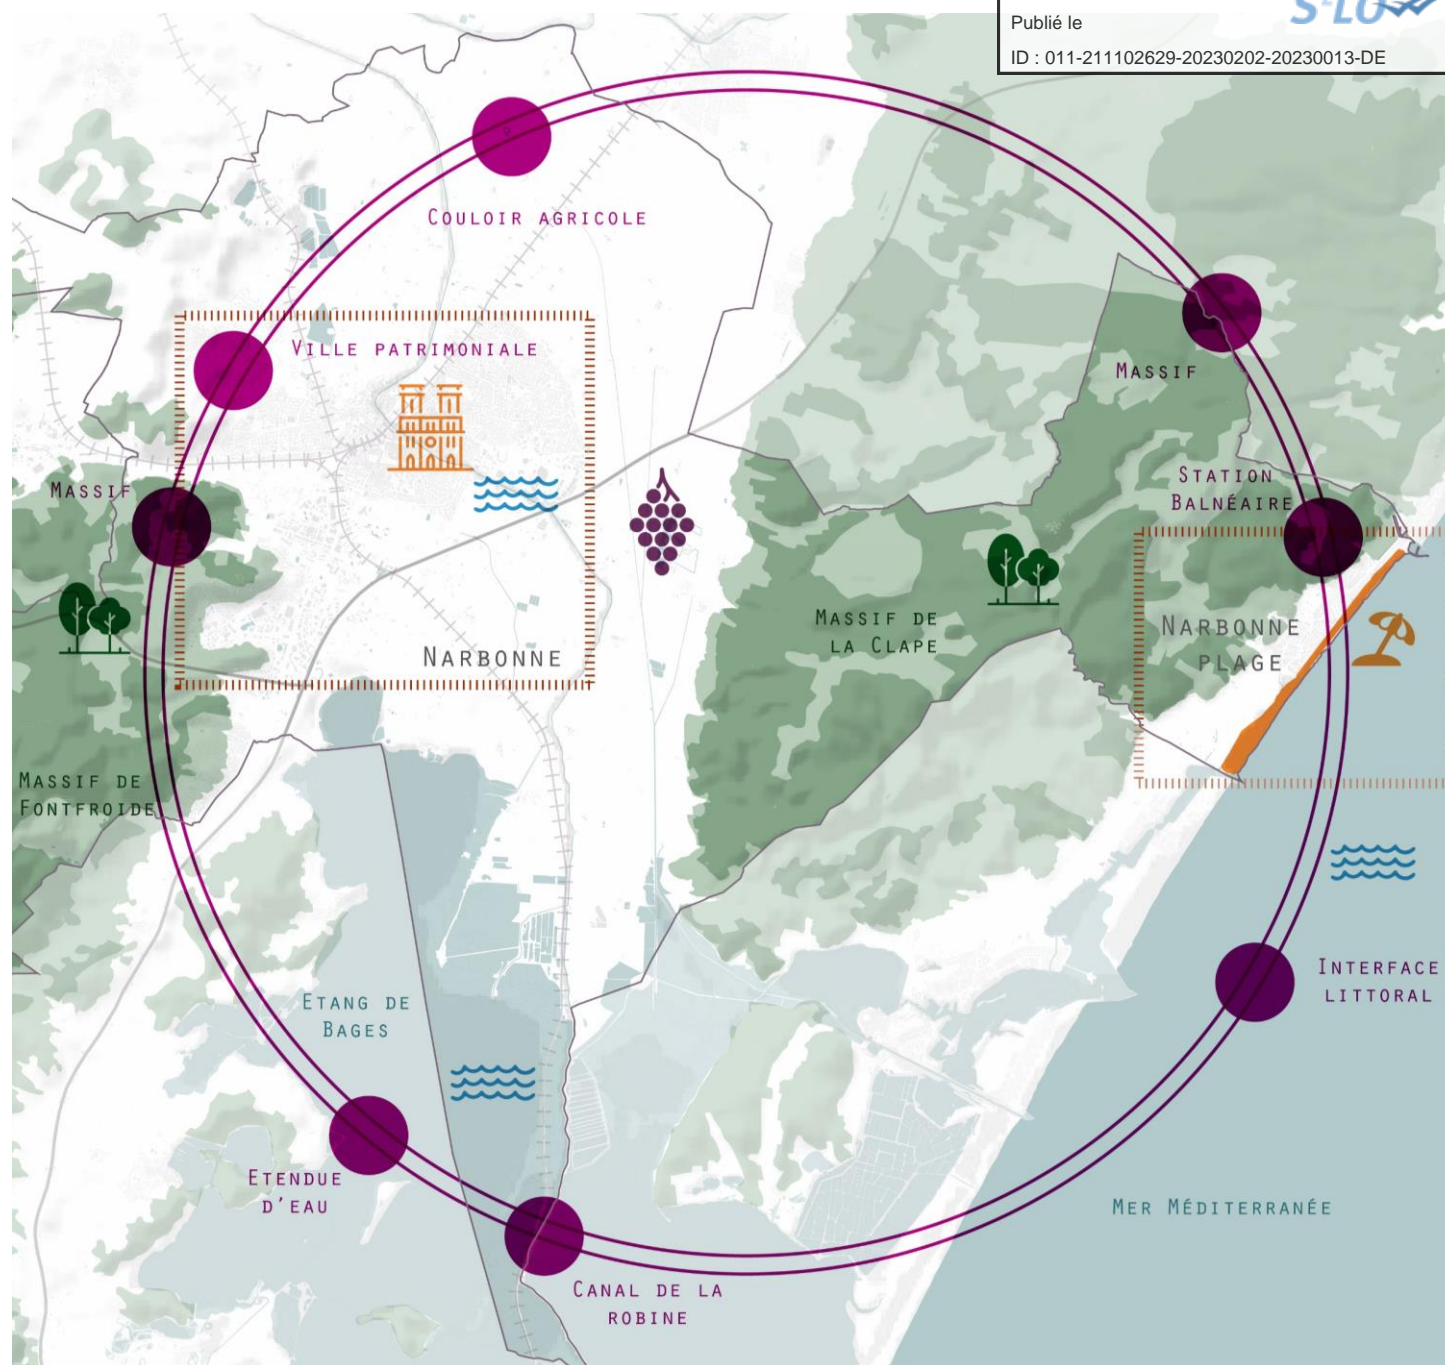 S²LO
Publié le
ID : 011-211102629-20230202-20230013-DE
COULOIR AGRICOLE
VILLE PATRIMONIALE
MASSIF
STATION
BALNÉAIRE
MASSIF
MASSIF DE
LA CLAPE
NARBONNE
PLAGE
NARBONNE
MASSIF DE
FONTFROIDE
INTERFACE
LITTORAL
ETANG DE
BAGES
ETENDUE
D'EAU
MER MÉDITERRANÉE
CANAL DE LA
ROBINE